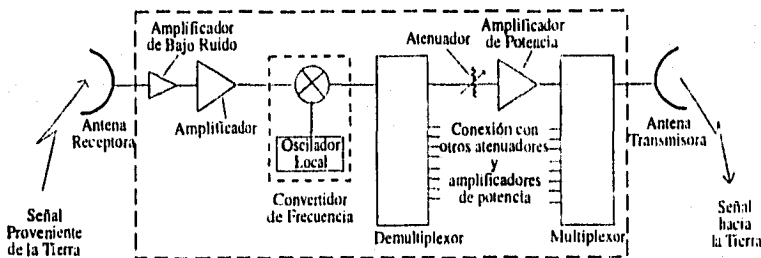 Amplificador
de Bajo Ruido
Amplificador
Antena
Receptora
Señal
Proveniente
de la Tierra
Oscilador
Local
Convertidor
de Frecuencia
Demultiplexor
Atenuador
Amplificador
de Potencia
Conexión con
otros atenuadores
y
amplificadores
de potencia
Multiplexor
Antena
Transmisora
Señal
hacia
la Tierra